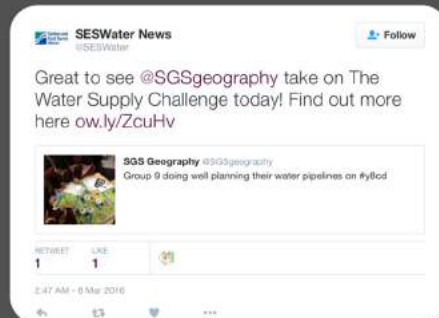 SESWater News
@SESWater
Follow
Great to see @SGSgeography take on The
Water Supply Challenge today! Find out more
here ow.ly/ZcuHv
SGS Geography @SGSgeography
Group 9 doing well planning their water pipelines on #y8cd
RETWEET LIKE
1 1
2:47 AM - 8 Mar 2016